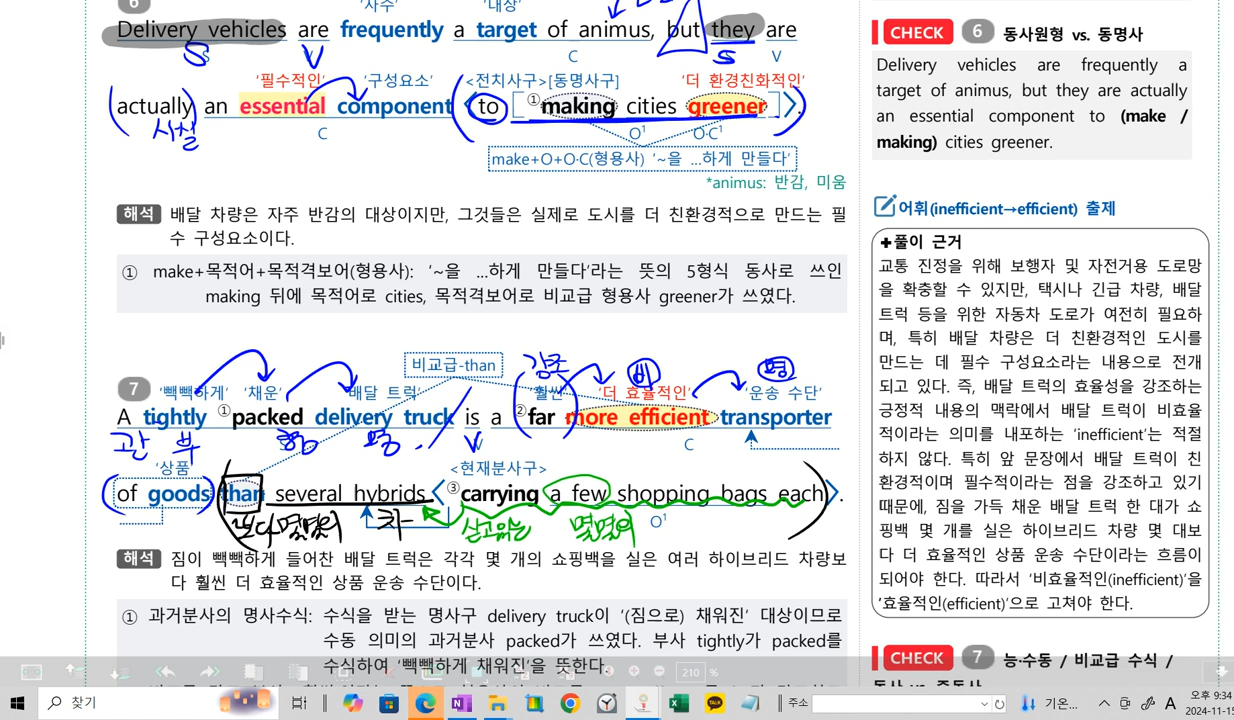 6
'자주' '대상'
Delivery vehicles are frequently a target of animus, but they are
S V C S V
'필수적인' '구성요소' <전치사구>[동명사구] '더 환경친화적인'
(actually) an essential component <to [①making cities greener]>.
사실 C O¹ O·C¹
make+O+O·C(형용사) '~을 …하게 만들다'
*animus: 반감, 미움
해석 배달 차량은 자주 반감의 대상이지만, 그것들은 실제로 도시를 더 친환경적으로 만드는 필
수 구성요소이다.
① make+목적어+목적격보어(형용사): '~을 …하게 만들다'라는 뜻의 5형식 동사로 쓰인
making 뒤에 목적어로 cities, 목적격보어로 비교급 형용사 greener가 쓰였다.
비교급-than 강조 비 명
7 '빽빽하게' '채운' '배달 트럭' '훨씬' '더 효율적인' '운송 수단'
A tightly ①packed delivery truck is a ②far more efficient transporter
관 부 형 명 V C
'상품' <현재분사구>
(of goods) (than several hybrids <③carrying a few shopping bags each>).
보다 몇몇의 차 싣고있는 몇몇의 O¹
해석 짐이 빽빽하게 들어찬 배달 트럭은 각각 몇 개의 쇼핑백을 실은 여러 하이브리드 차량보
다 훨씬 더 효율적인 상품 운송 수단이다.
① 과거분사의 명사수식: 수식을 받는 명사구 delivery truck이 '(짐으로) 채워진' 대상이므로
수동 의미의 과거분사 packed가 쓰였다. 부사 tightly가 packed를
수식하여 '빽빽하게 채워진'을 뜻한다.
CHECK 6 동사원형 vs. 동명사
Delivery vehicles are frequently a
target of animus, but they are actually
an essential component to (make /
making) cities greener.
어휘(inefficient→efficient) 출제
✚풀이 근거
교통 진정을 위해 보행자 및 자전거용 도로망
을 확충할 수 있지만, 택시나 긴급 차량, 배달
트럭 등을 위한 자동차 도로가 여전히 필요하
며, 특히 배달 차량은 더 친환경적인 도시를
만드는 데 필수 구성요소라는 내용으로 전개
되고 있다. 즉, 배달 트럭의 효율성을 강조하는
긍정적 내용의 맥락에서 배달 트럭이 비효율
적이라는 의미를 내포하는 'inefficient'는 적절
하지 않다. 특히 앞 문장에서 배달 트럭이 친
환경적이며 필수적이라는 점을 강조하고 있기
때문에, 짐을 가득 채운 배달 트럭 한 대가 쇼
핑백 몇 개를 실은 하이브리드 차량 몇 대보
다 더 효율적인 상품 운송 수단이라는 흐름이
되어야 한다. 따라서 '비효율적인(inefficient)'을
'효율적인(efficient)'으로 고쳐야 한다.
CHECK 7 능·수동 / 비교급 수식 /
210 %
찾기 주소 기온... A 오후 9:34
2024-11-15